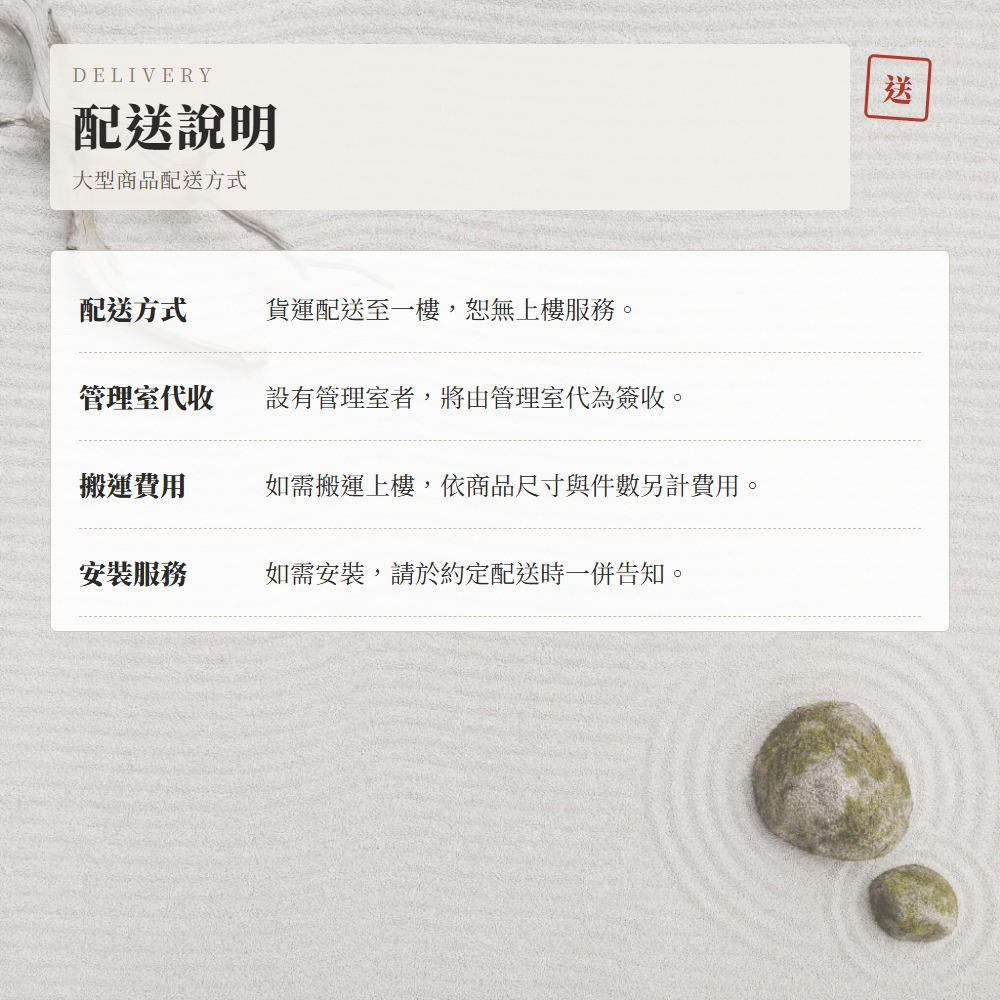 DELIVERY
配送說明
大型商品配送方式
送
配送方式 貨運配送至一樓，恕無上樓服務。
管理室代收 設有管理室者，將由管理室代為簽收。
搬運費用 如需搬運上樓，依商品尺寸與件數另計費用。
安裝服務 如需安裝，請於約定配送時一併告知。